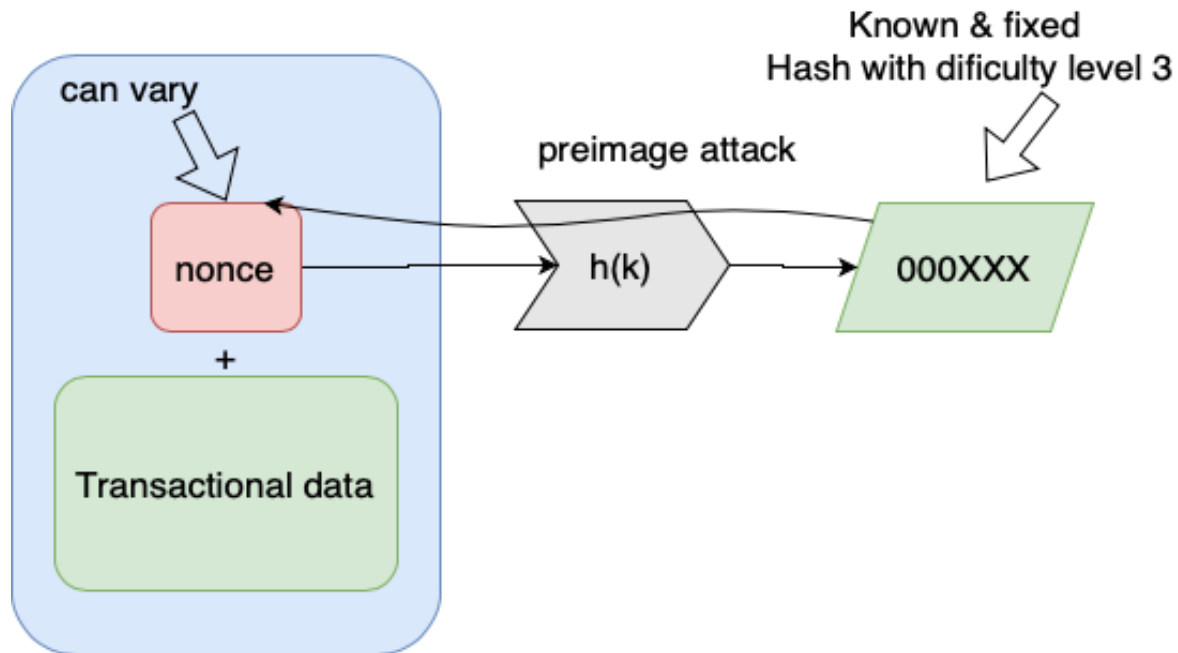 Known & fixed
Hash with dificulty level 3
can vary
preimage attack
nonce
h(k)
000XXX
+
Transactional data